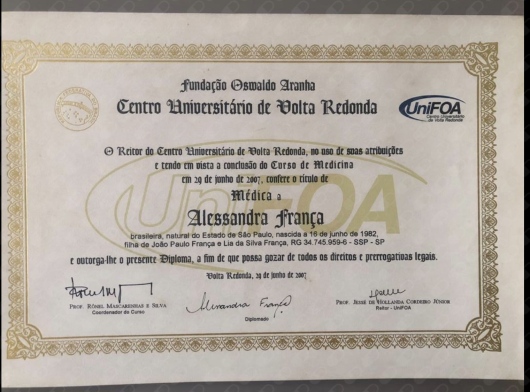 Fundação Oswaldo Aranha
Centro Universitário de Volta Redonda
UniFOA
Centro Universitário
de Volta Redonda
O Reitor do Centro Universitário de Volta Redonda, no uso de suas atribuições
e tendo em vista a conclusão do Curso de Medicina
em 29 de junho de 2007, confere o título de
Médica a
Alessandra França
brasileira, natural do Estado de São Paulo, nascida a 16 de junho de 1982,
filha de João Paulo França e Lia da Silva França, RG 34.745.959-6 - SSP - SP
e outorga-lhe o presente Diploma, a fim de que possa gozar de todos os direitos e prerrogativas legais.
Volta Redonda, 29 de junho de 2007
Alessandra França
Prof. Rônel Mascarenhas e Silva
Coordenador do Curso
Diplomado
Prof. Jessé de Hollanda Cordeiro Júnior
Reitor - UniFOA
UniFOA